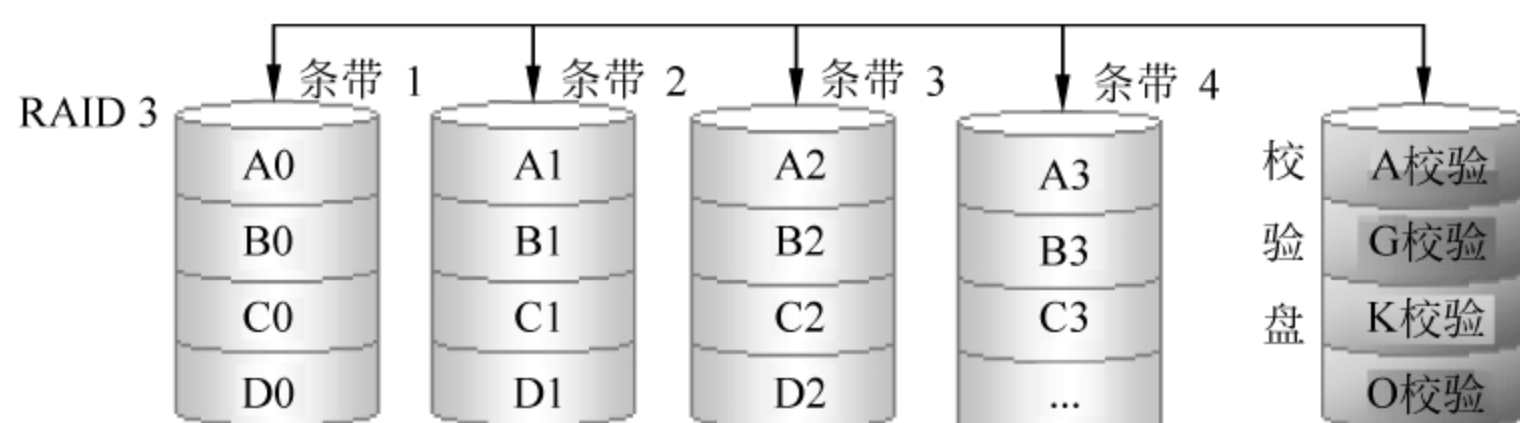 条带 1 条带 2 条带 3 条带 4
RAID 3
A0 A1 A2 A3 校 A校验
B0 B1 B2 B3 验 G校验
C0 C1 C2 C3 盘 K校验
D0 D1 D2 ... O校验